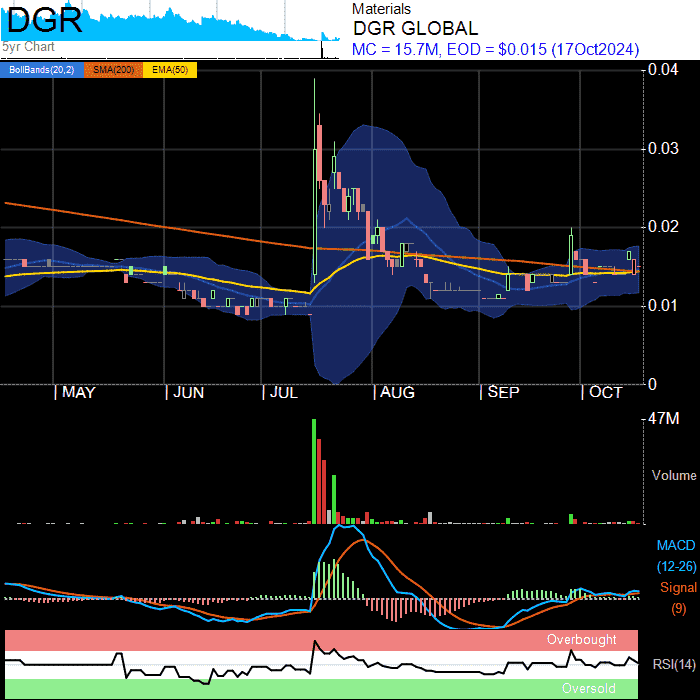 DGR
5yr Chart
Materials
DGR GLOBAL
MC = 15.7M, EOD = $0.015 (17Oct2024)
BollBands(20,2) SMA(200) EMA(50)
0.04
0.03
0.02
0.01
0
MAY JUN JUL AUG SEP OCT
47M
Volume
MACD
(12-26)
Signal
(9)
Overbought
RSI(14)
Oversold